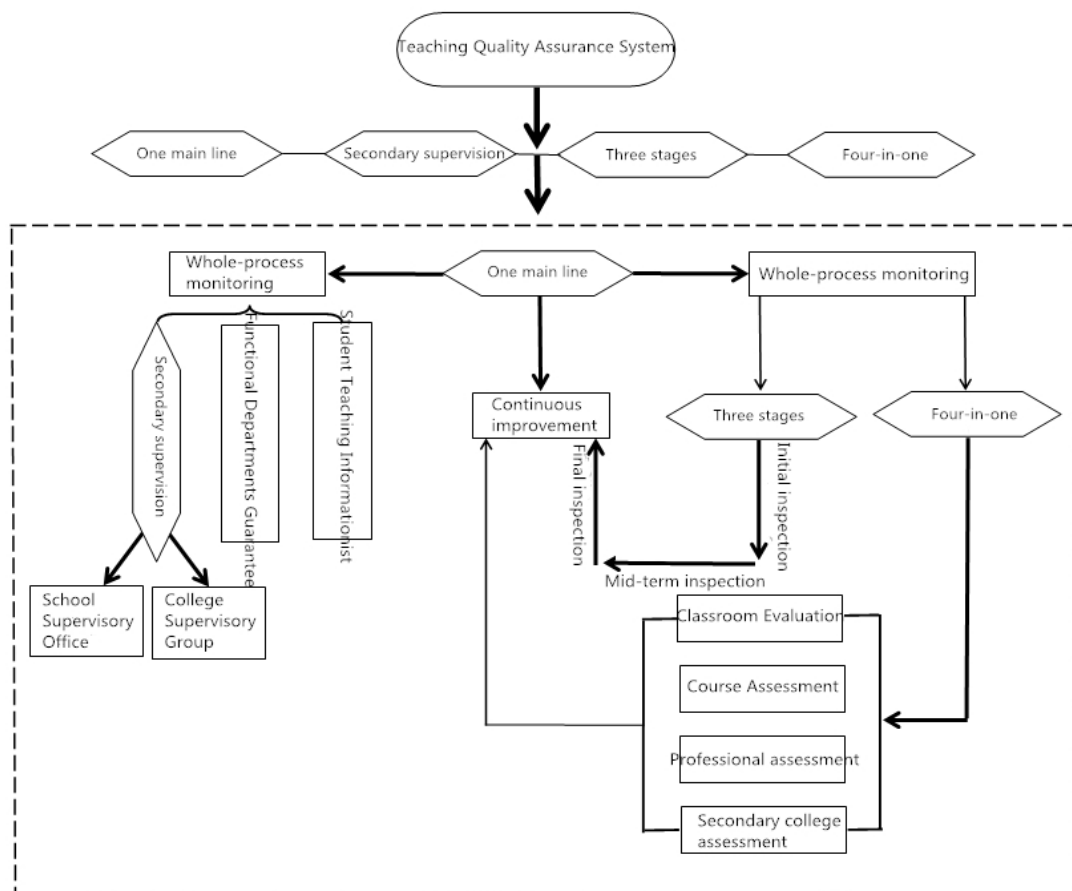 Teaching Quality Assurance System
One main line
Secondary supervision
Three stages
Four-in-one
Whole-process
monitoring
One main line
Whole-process monitoring
Secondary supervision
Functional Departments Guarantee
Student Teaching Informationist
Continuous
improvement
Three stages
Four-in-one
Final inspection
Initial inspection
Mid-term inspection
School
Supervisory
Office
College
Supervisory
Group
Classroom Evaluation
Course Assessment
Professional assessment
Secondary college
assessment